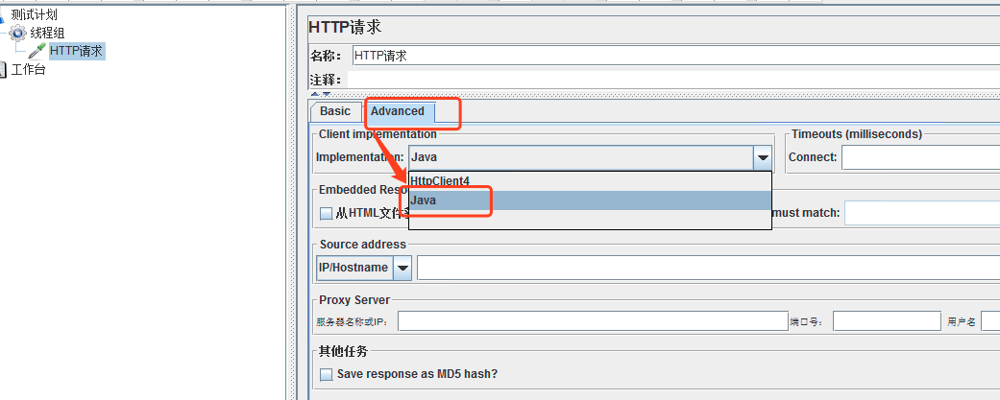 测试计划
线程组
HTTP请求
工作台
HTTP请求
名称： HTTP请求
注释：
Basic Advanced
Client implementation Timeouts (milliseconds)
Implementation: Java Connect:
HttpClient4
Embedded Reso
Java
从HTML文件 must match:
Source address
IP/Hostname
Proxy Server
服务器名称或IP： 端口号： 用户名
其他任务
Save response as MD5 hash?